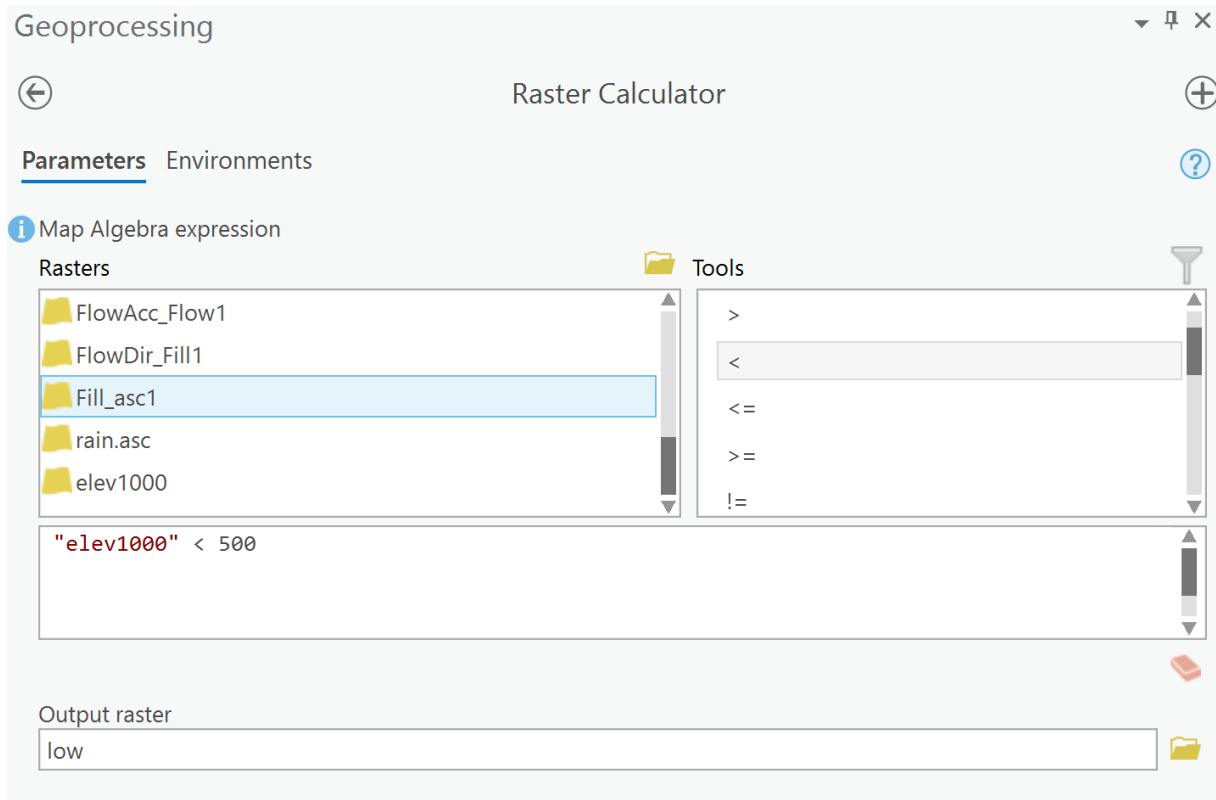 Geoprocessing
Raster Calculator
Parameters Environments
Map Algebra expression
Rasters
Tools
FlowAcc_Flow1
FlowDir_Fill1
Fill_asc1
rain.asc
elev1000
>
<
<=
>=
!=
"elev1000" < 500
Output raster
low